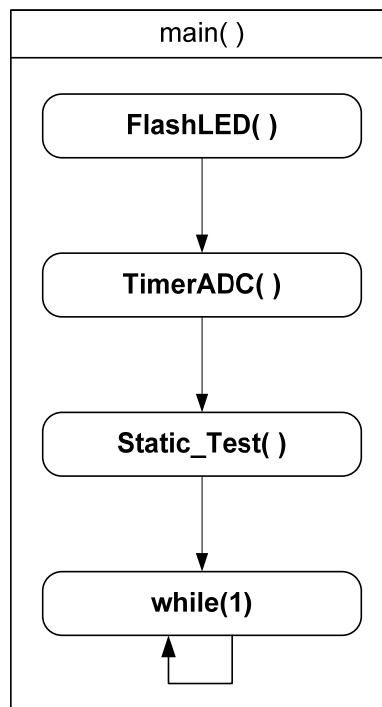 main( )
FlashLED( )
TimerADC( )
Static_Test( )
while(1)